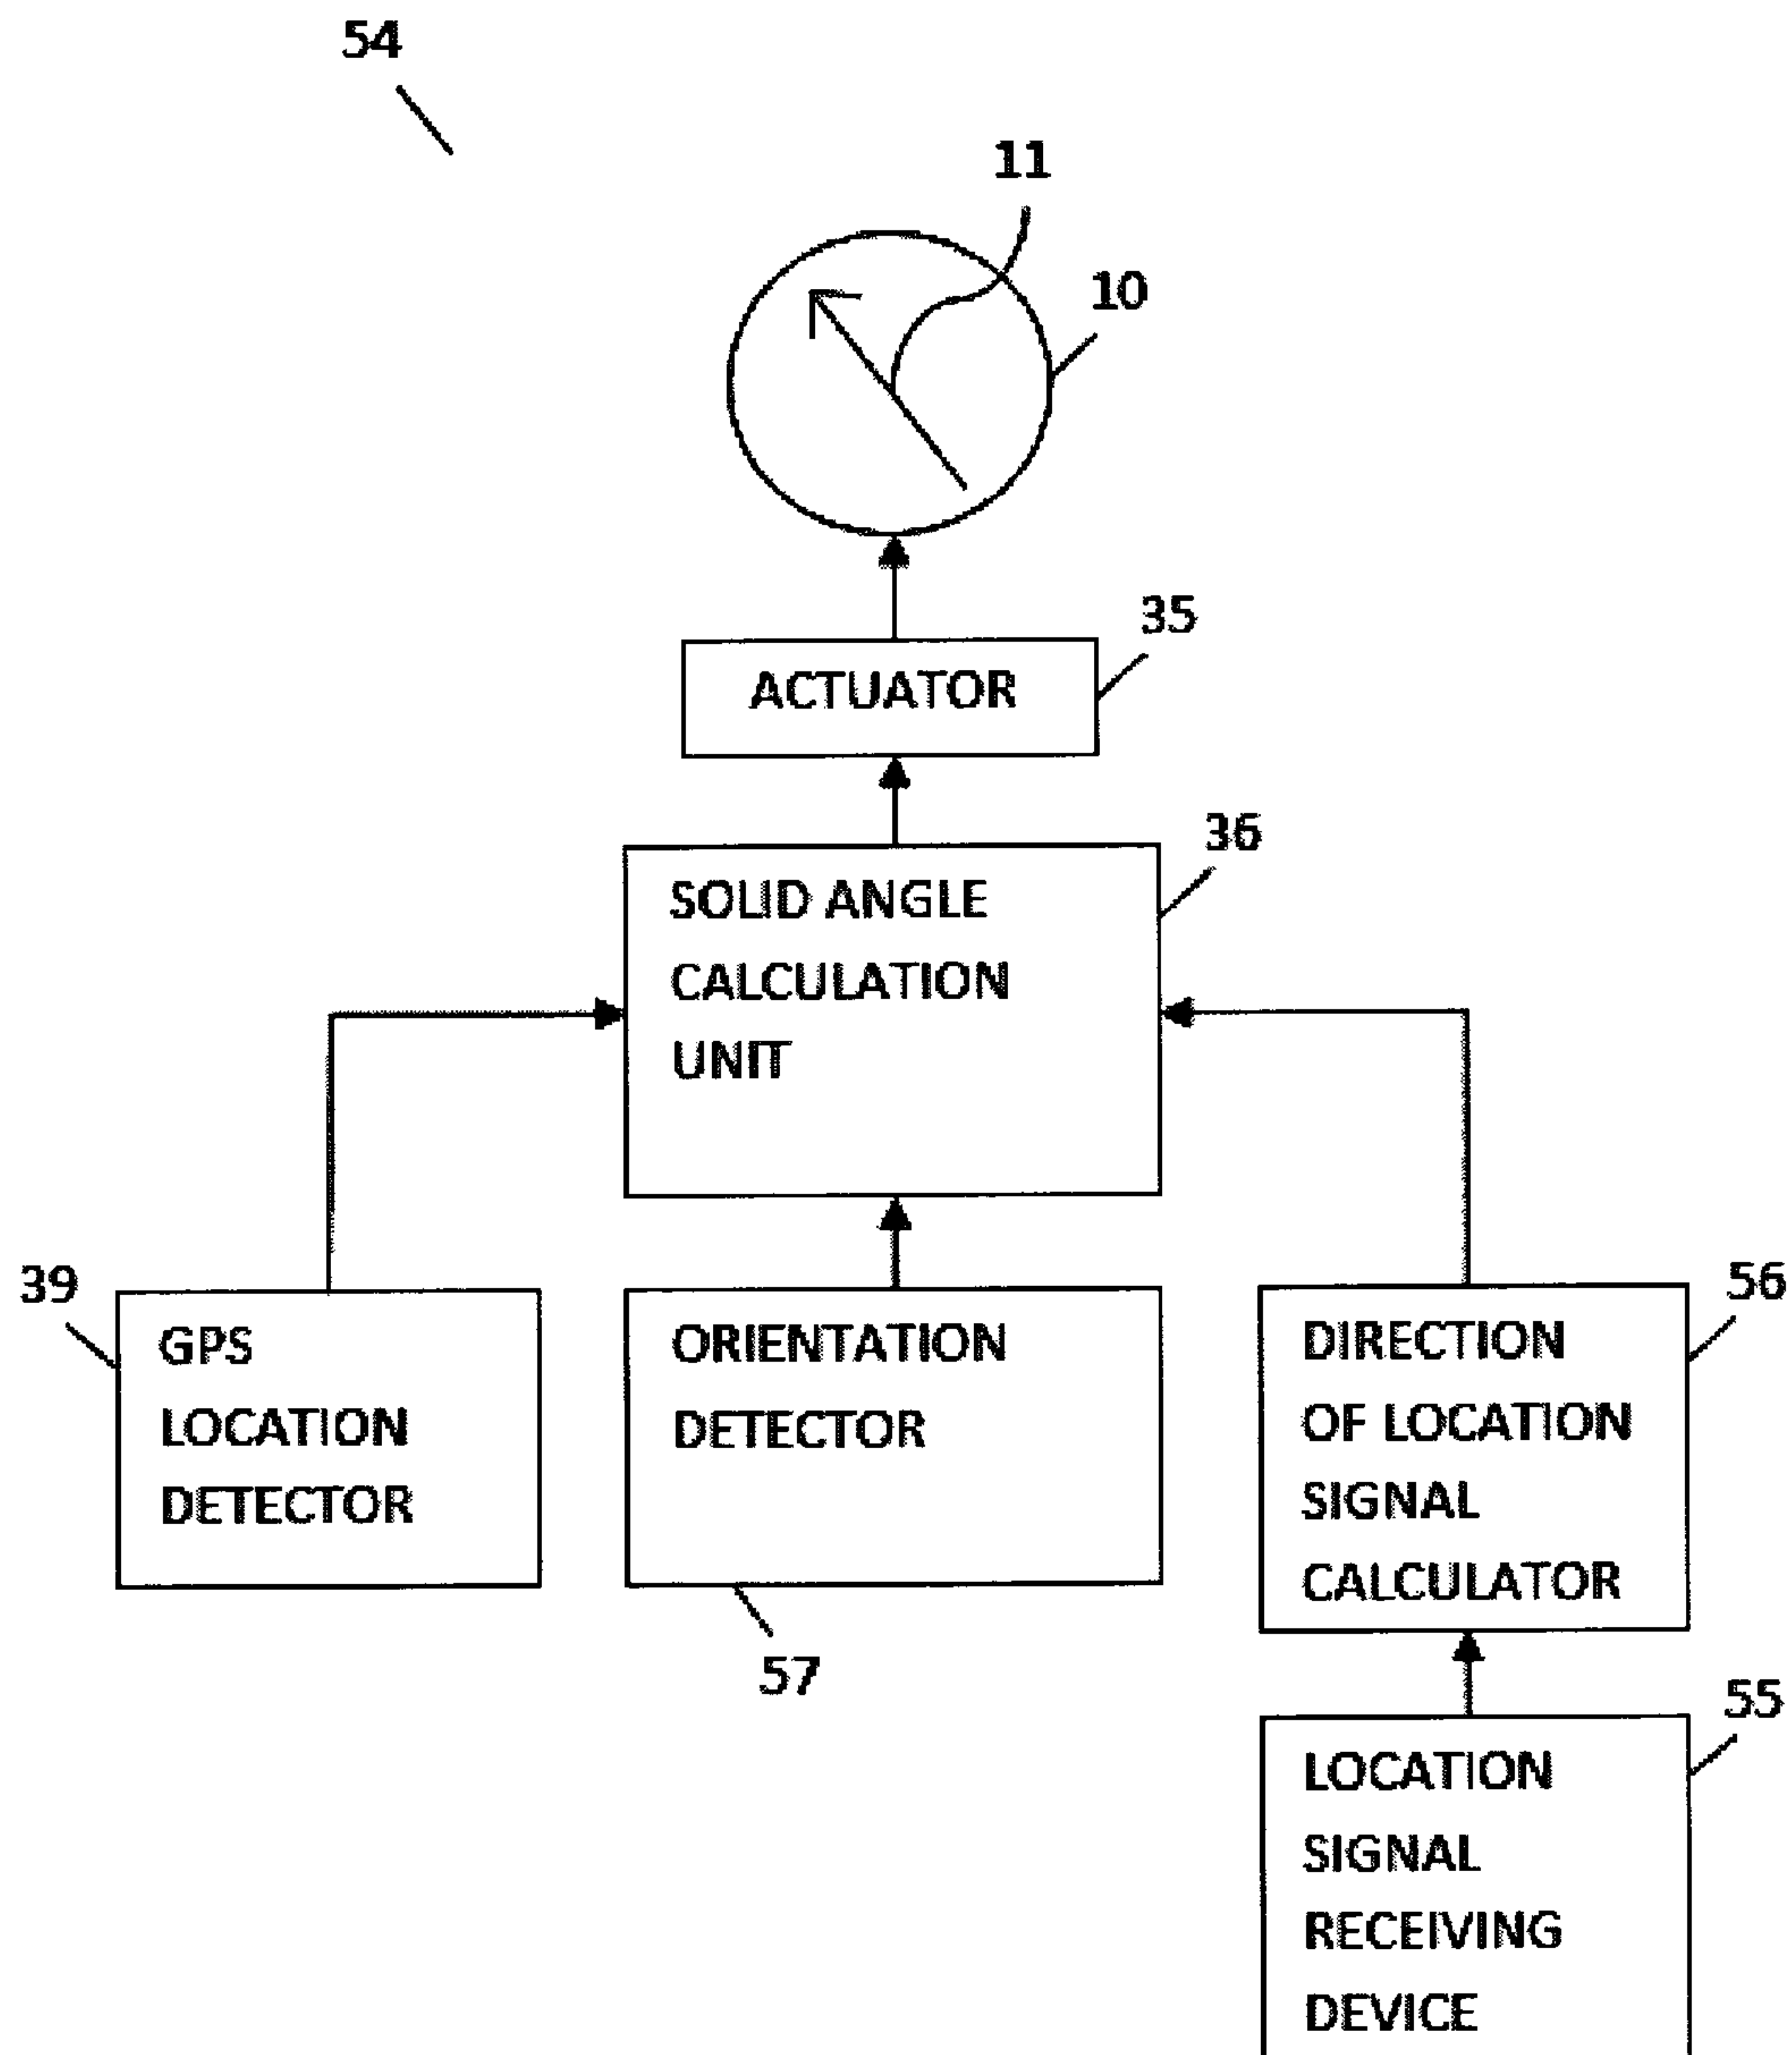 54
11
10
35
ACTUATOR
36
SOLID ANGLE
CALCULATION
UNIT
39
GPS
LOCATION
DETECTOR
ORIENTATION
DETECTOR
57
56
DIRECTION
OF LOCATION
SIGNAL
CALCULATOR
55
LOCATION
SIGNAL
RECEIVING
DEVICE